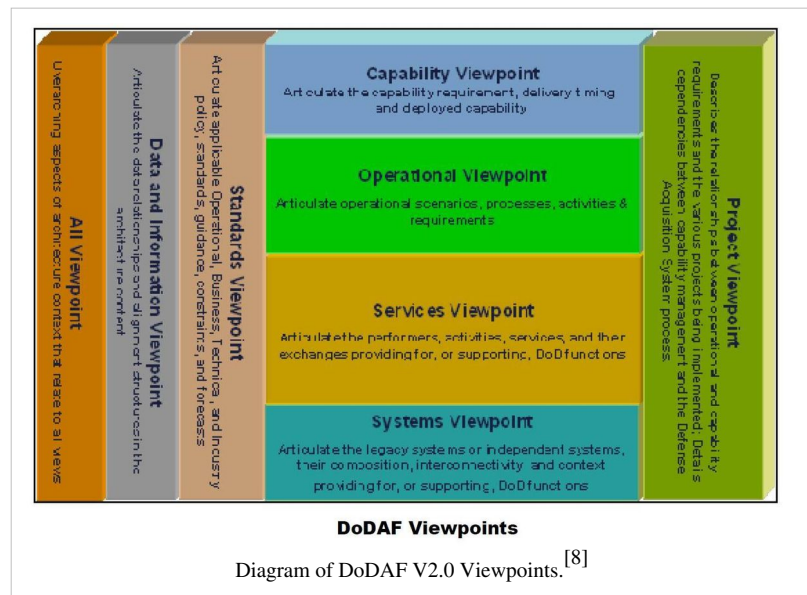 All Viewpoint
Overarching aspects of architecture context that relate to all views
Data and Information Viewpoint
Articulate the data relationships and alignment structures in the
architecture content
Standards Viewpoint
Articulate applicable Operational, Business, Technical, and Industry
policy, standards, guidance, constraints, and forecasts
Capability Viewpoint
Articulate the capability requirement, delivery timing
and deployed capability
Operational Viewpoint
Articulate operational scenarios, processes, activities &
requirements
Services Viewpoint
Articulate the performers, activities, services, and their
exchanges providing for, or supporting, DoD functions
Systems Viewpoint
Articulate the legacy systems or independent systems,
their composition, interconnectivity, and context
providing for, or supporting, DoD functions
Project Viewpoint
Describes the relationships between operational and capability
requirements and the various projects being implemented; Details
dependencies between capability management and the Defense
Acquisition System process.
DoDAF Viewpoints
Diagram of DoDAF V2.0 Viewpoints.[8]